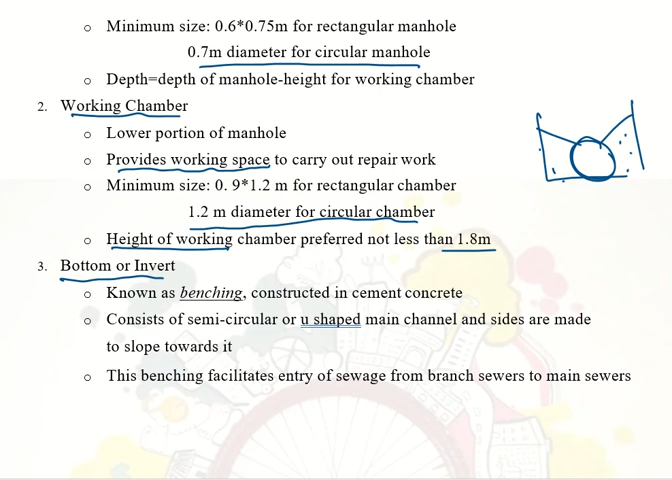 o Minimum size: 0.6*0.75m for rectangular manhole
0.7m diameter for circular manhole
o Depth=depth of manhole-height for working chamber
2. Working Chamber
o Lower portion of manhole
o Provides working space to carry out repair work
o Minimum size: 0. 9*1.2 m for rectangular chamber
1.2 m diameter for circular chamber
o Height of working chamber preferred not less than 1.8m
3. Bottom or Invert
o Known as benching, constructed in cement concrete
o Consists of semi-circular or u shaped main channel and sides are made
to slope towards it
o This benching facilitates entry of sewage from branch sewers to main sewers